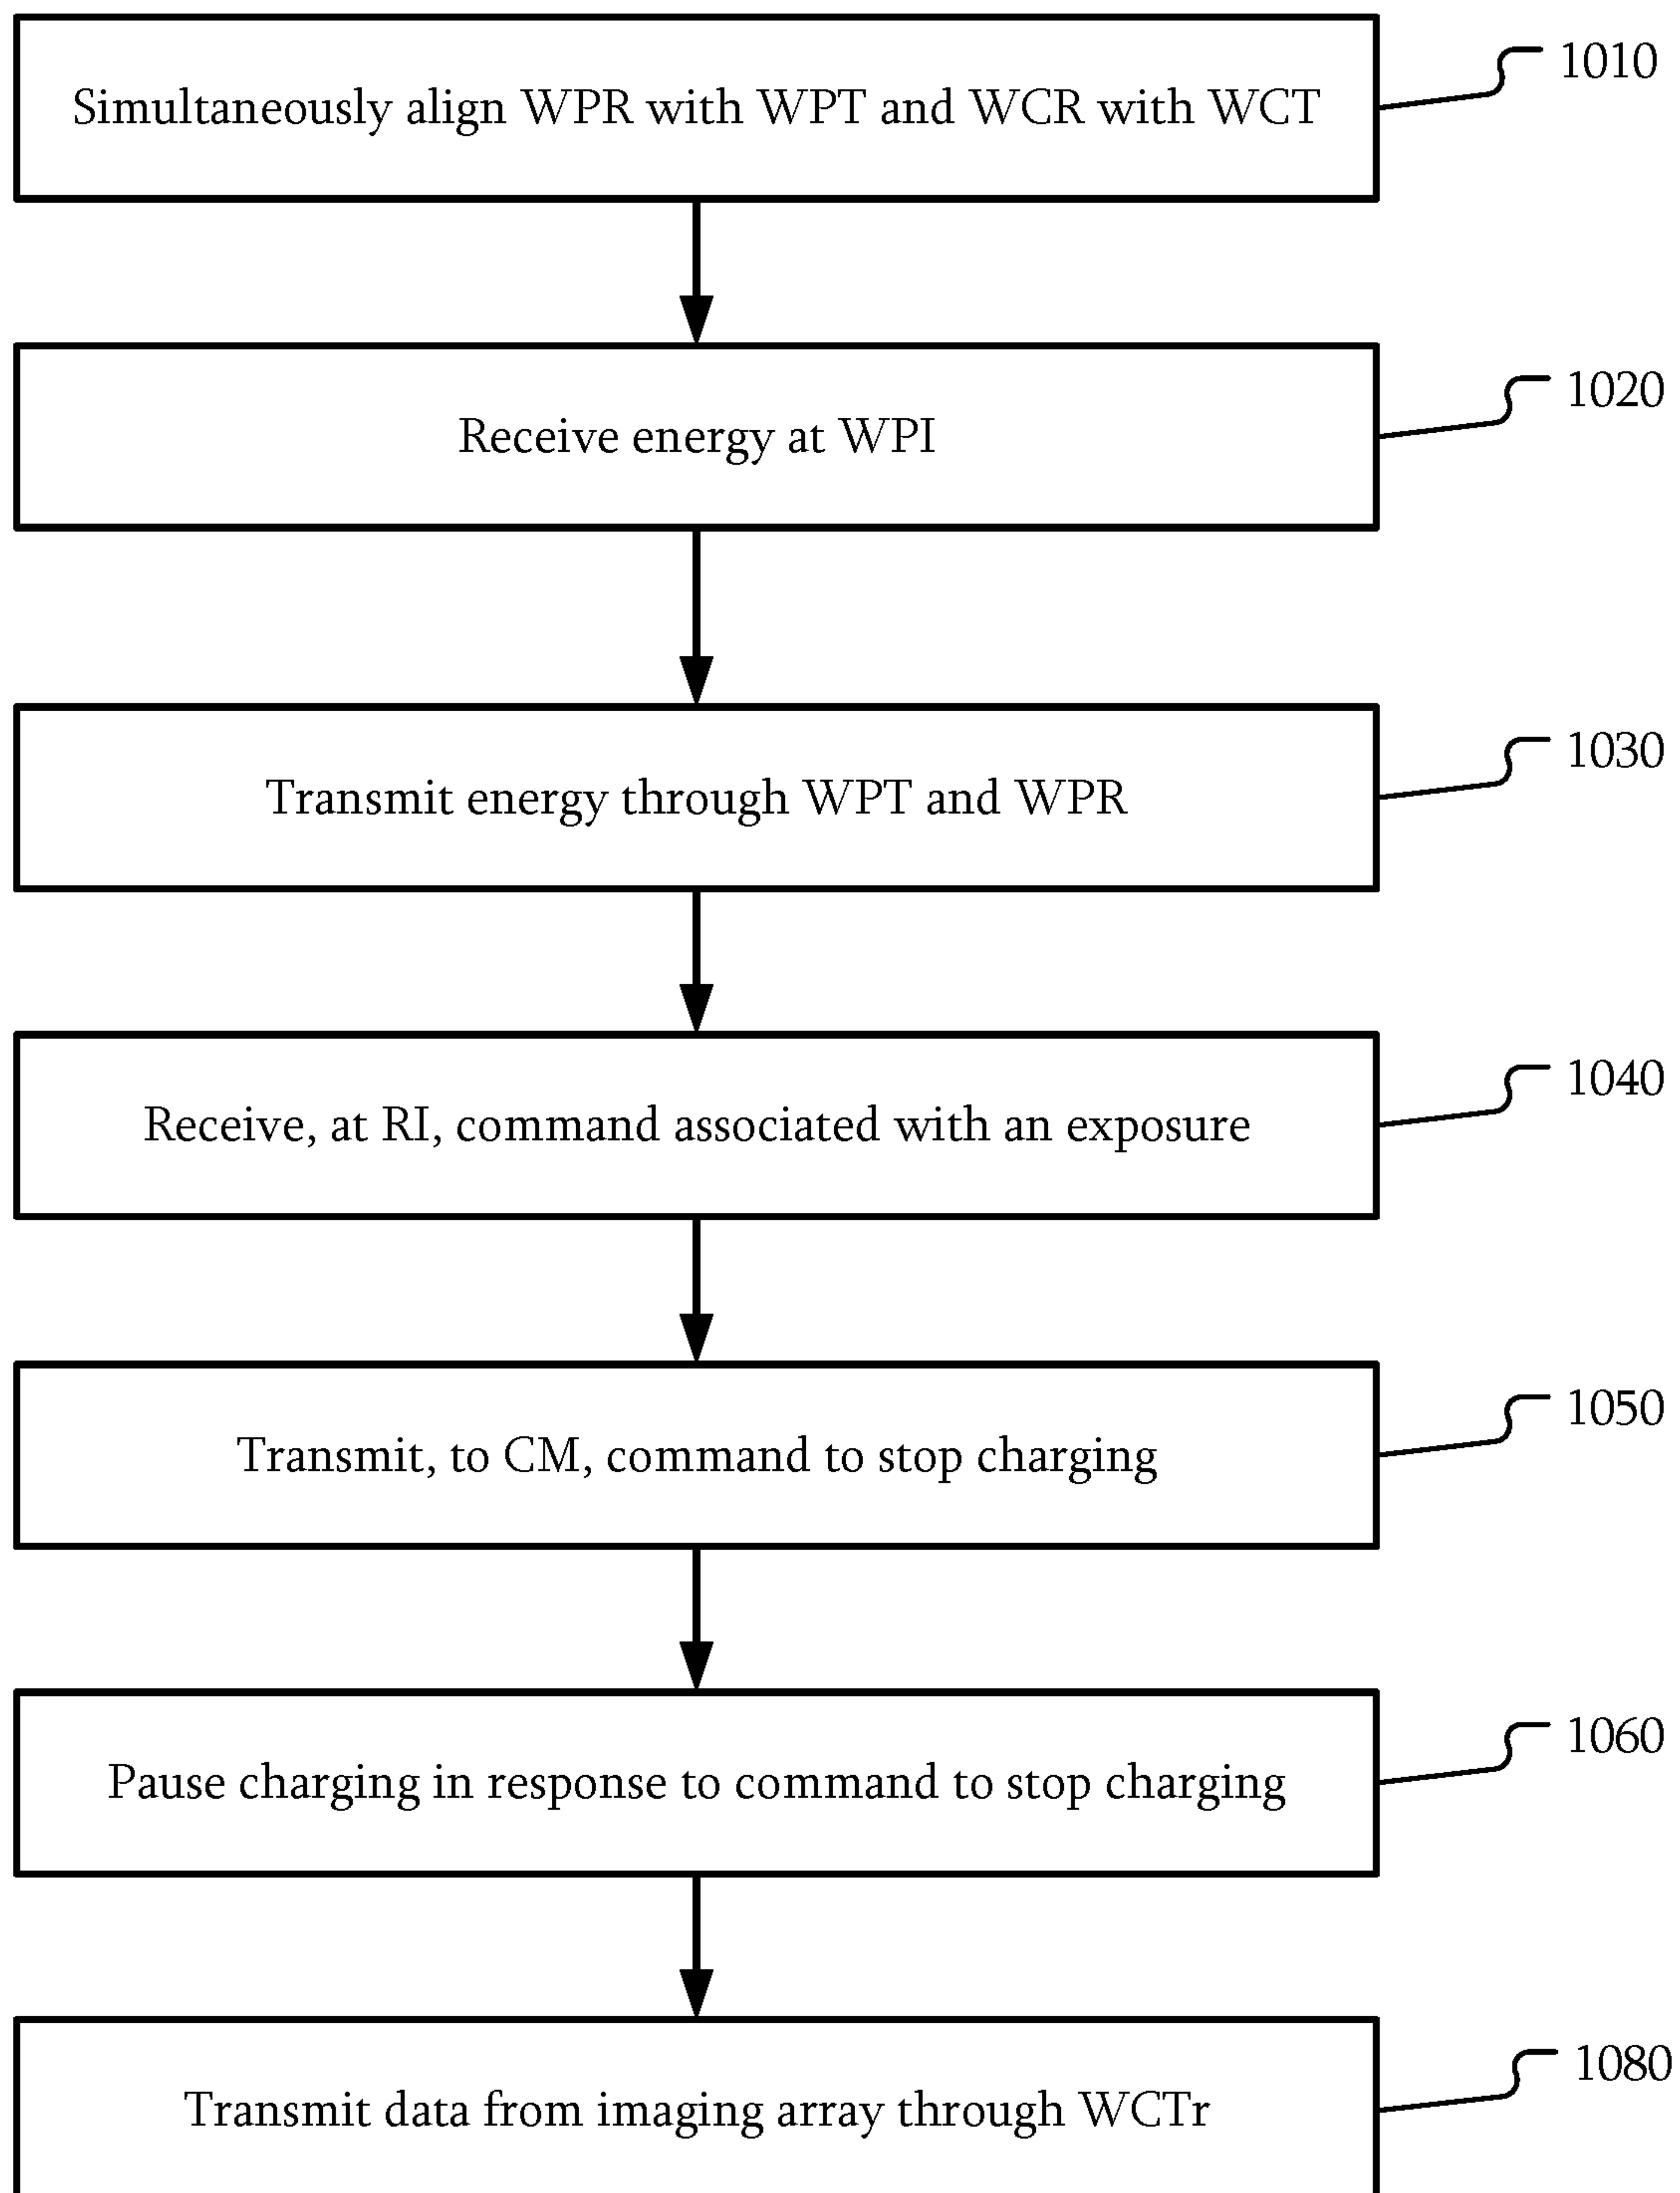 Simultaneously align WPR with WPT and WCR with WCT
1010
Receive energy at WPI
1020
Transmit energy through WPT and WPR
1030
Receive, at RI, command associated with an exposure
1040
Transmit, to CM, command to stop charging
1050
Pause charging in response to command to stop charging
1060
Transmit data from imaging array through WCTr
1080